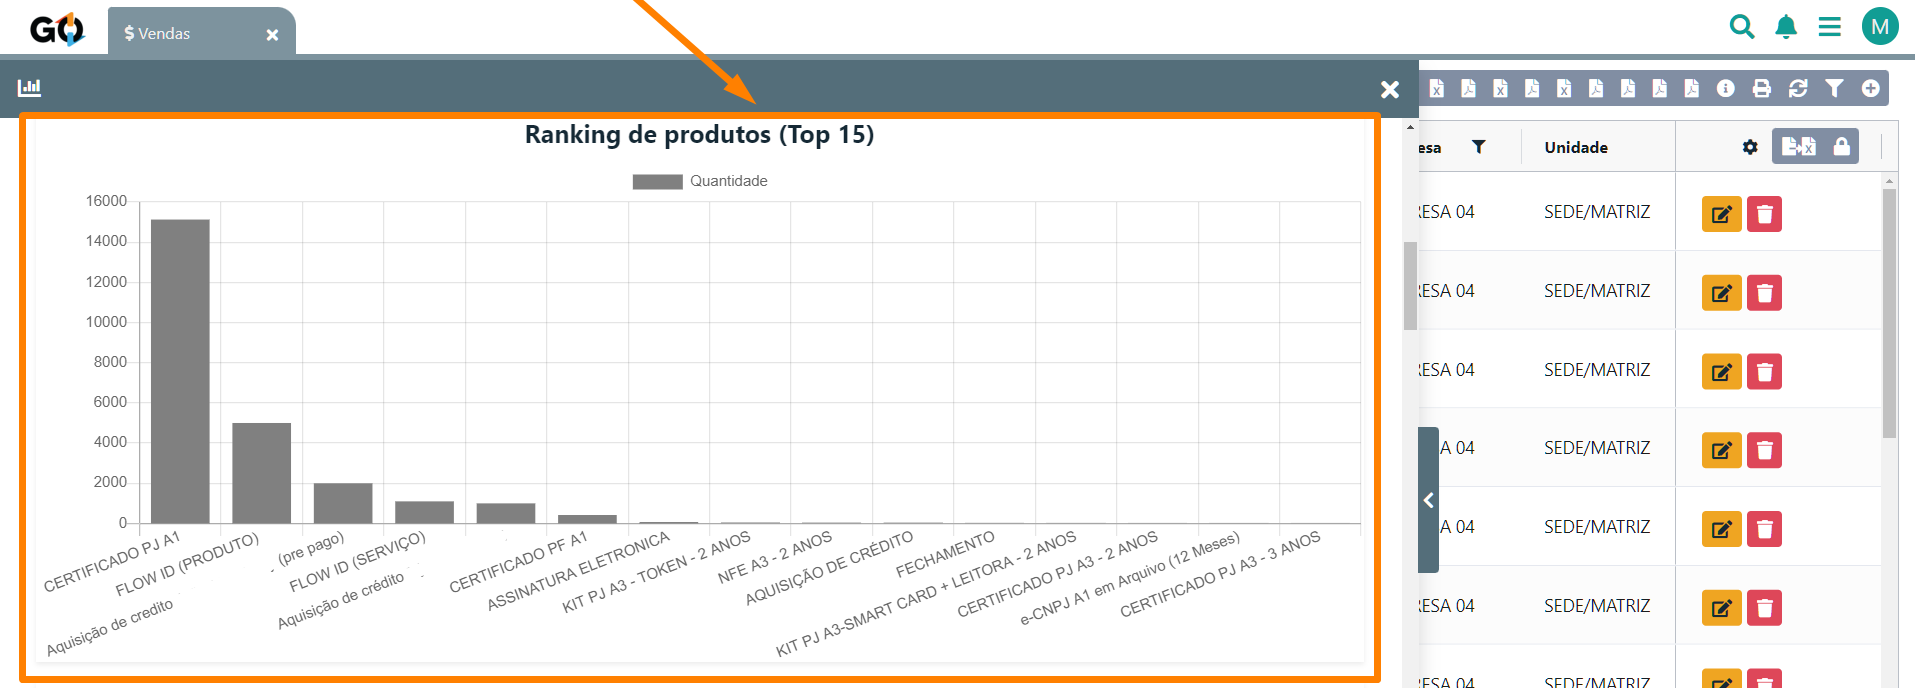 GO
$ Vendas
M
Ranking de produtos (Top 15)
Quantidade
16000
14000
12000
10000
8000
6000
4000
2000
0
CERTIFICADO PJ A1
FLOW ID (PRODUTO)
Aquisição de credito (pre pago)
FLOW ID (SERVIÇO)
Aquisição de crédito
CERTIFICADO PF A1
ASSINATURA ELETRONICA
KIT PJ A3 - TOKEN - 2 ANOS
NFE A3 - 2 ANOS
AQUISIÇÃO DE CRÉDITO
FECHAMENTO
KIT PJ A3-SMART CARD + LEITORA - 2 ANOS
CERTIFICADO PJ A3 - 2 ANOS
e-CNPJ A1 em Arquivo (12 Meses)
CERTIFICADO PJ A3 - 3 ANOS
esa Unidade
RESA 04 SEDE/MATRIZ
RESA 04 SEDE/MATRIZ
RESA 04 SEDE/MATRIZ
A 04 SEDE/MATRIZ
A 04 SEDE/MATRIZ
RESA 04 SEDE/MATRIZ
RESA 04 SEDE/MATRIZ